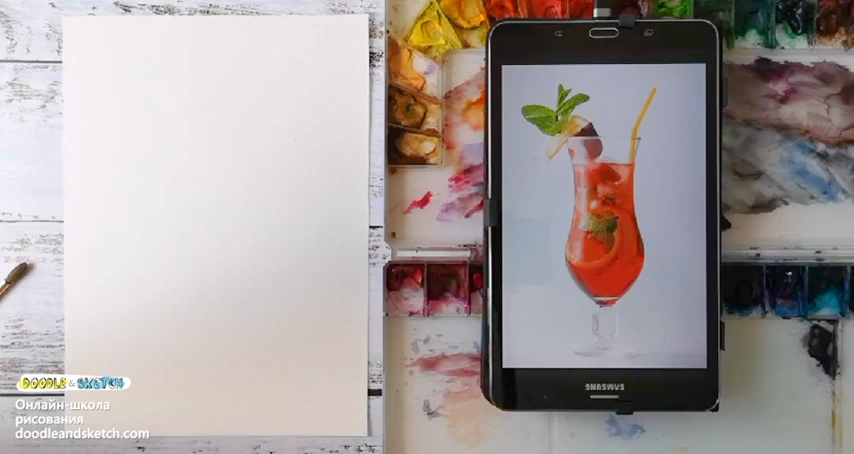 DOODLE & SKETCH
Онлайн-школа
рисования
doodleandsketch.com
SAMSUNG